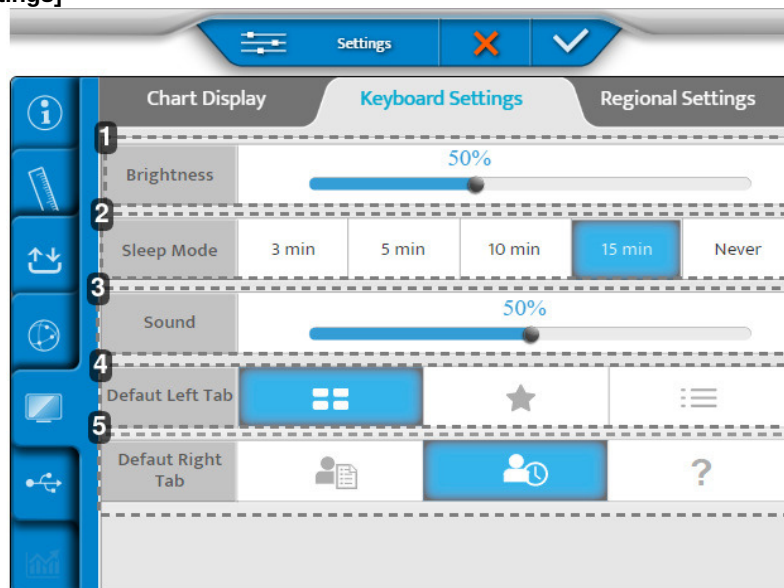 ings]
Settings
Chart Display Keyboard Settings Regional Settings
1
50%
Brightness
2
Sleep Mode 3 min 5 min 10 min 15 min Never
3
50%
Sound
4
Defaut Left Tab
5
Defaut Right
Tab
?